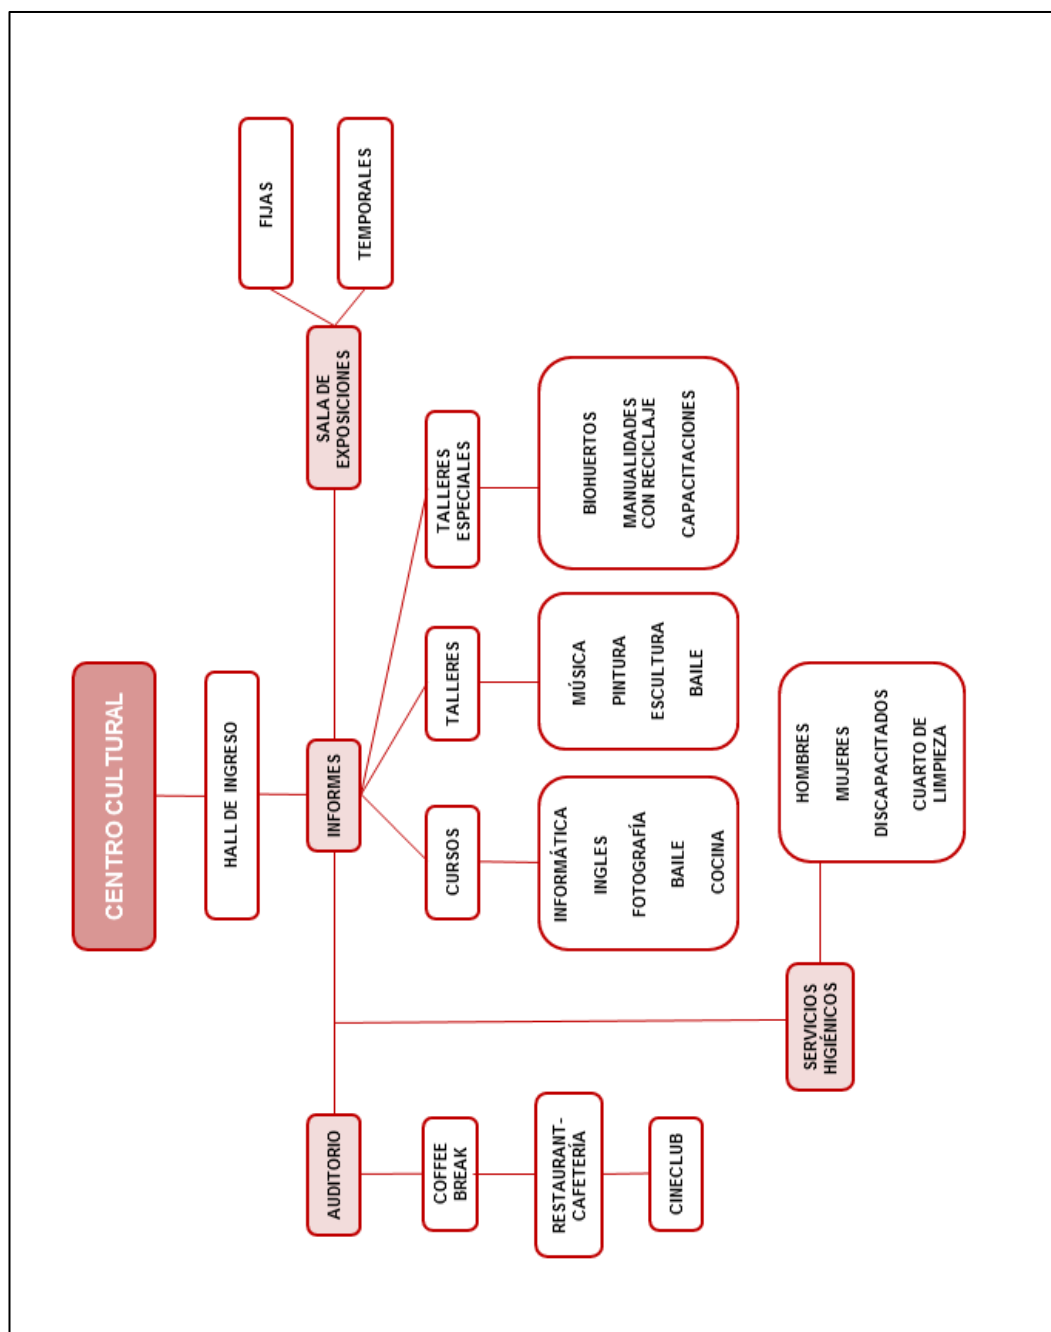 CENTRO CULTURAL
HALL DE INGRESO
AUDITORIO
INFORMES
SALA DE
EXPOSICIONES
FIJAS
TEMPORALES
COFFEE
BREAK
RESTAURANT-
CAFETERÍA
CINECLUB
SERVICIOS
HIGIÉNICOS
HOMBRES
MUJERES
DISCAPACITADOS
CUARTO DE
LIMPIEZA
CURSOS
INFORMÁTICA
INGLES
FOTOGRAFÍA
BAILE
COCINA
TALLERES
MÚSICA
PINTURA
ESCULTURA
BAILE
TALLERES
ESPECIALES
BIOHUERTOS
MANUALIDADES
CON RECICLAJE
CAPACITACIONES